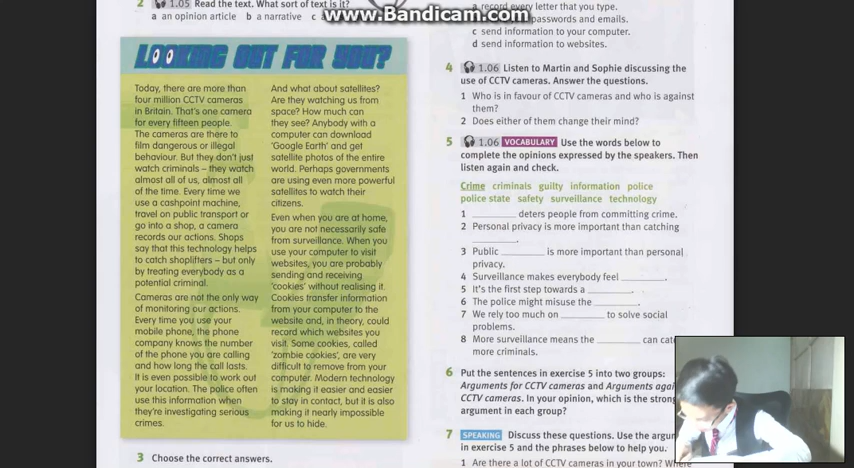 2 1.05 Read the text. What sort of text is it?
a an opinion article b a narrative c
www.Bandicam.com
LOOKING OUT FOR YOU?
Today, there are more than
four million CCTV cameras
in Britain. That's one camera
for every fifteen people.
The cameras are there to
film dangerous or illegal
behaviour. But they don't just
watch criminals – they watch
almost all of us, almost all
of the time. Every time we
use a cashpoint machine,
travel on public transport or
go into a shop, a camera
records our actions. Shops
say that this technology helps
to catch shoplifters – but only
by treating everybody as a
potential criminal.
Cameras are not the only way
of monitoring our actions.
Every time you use your
mobile phone, the phone
company knows the number
of the phone you are calling
and how long the call lasts.
It is even possible to work out
your location. The police often
use this information when
they're investigating serious
crimes.
And what about satellites?
Are they watching us from
space? How much can
they see? Anybody with a
computer can download
'Google Earth' and get
satellite photos of the entire
world. Perhaps governments
are using even more powerful
satellites to watch their
citizens.
Even when you are at home,
you are not necessarily safe
from surveillance. When you
use your computer to visit
websites, you are probably
sending and receiving
'cookies' without realising it.
Cookies transfer information
from your computer to the
website and, in theory, could
record which websites you
visit. Some cookies, called
'zombie cookies', are very
difficult to remove from your
computer. Modern technology
is making it easier and easier
to stay in contact, but it is also
making it nearly impossible
for us to hide.
3 Choose the correct answers.
a record every letter that you type.
passwords and emails.
c send information to your computer.
d send information to websites.
4 1.06 Listen to Martin and Sophie discussing the
use of CCTV cameras. Answer the questions.
1 Who is in favour of CCTV cameras and who is against
them?
2 Does either of them change their mind?
5 1.06 VOCABULARY Use the words below to
complete the opinions expressed by the speakers. Then
listen again and check.
Crime criminals guilty information police
police state safety surveillance technology
1 ______ deters people from committing crime.
2 Personal privacy is more important than catching
______.
3 Public ______ is more important than personal
privacy.
4 Surveillance makes everybody feel ______.
5 It's the first step towards a ______.
6 The police might misuse the ______.
7 We rely too much on ______ to solve social
problems.
8 More surveillance means the ______ can
more criminals.
6 Put the sentences in exercise 5 into two groups:
Arguments for CCTV cameras and Arguments
CCTV cameras. In your opinion, which is the
argument in each group?
7 SPEAKING Discuss these questions. Use the
in exercise 5 and the phrases below to help you.
1 Are there a lot of CCTV cameras in your town?